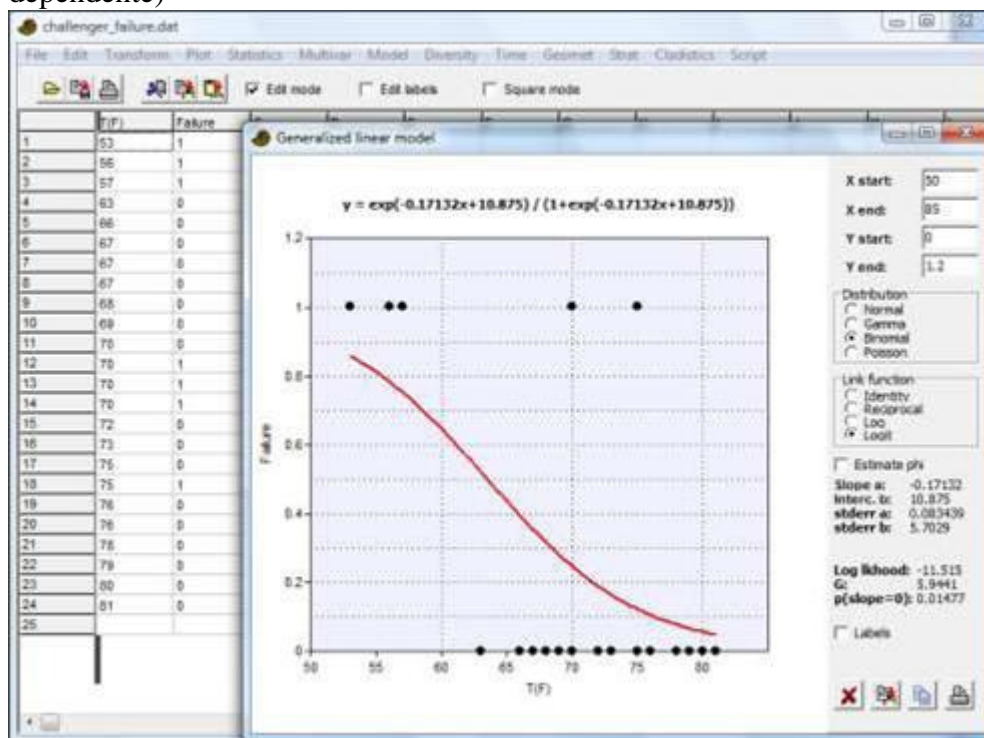 dependente)
challenger_failure.dat
File Edit Transform Plot Statistics Multivar Model Diversity Time Geomet Strat Cladistics Script
Edit mode Edit labels Square mode
T(F) Failure
1 53 1
2 56 1
3 57 1
4 63 0
5 66 0
6 67 0
7 67 0
8 67 0
9 68 0
10 69 0
11 70 0
12 70 1
13 70 1
14 70 1
15 72 0
16 73 0
17 75 0
18 75 1
19 76 0
20 76 0
21 78 0
22 79 0
23 80 0
24 81 0
25
Generalized linear model
y = exp(-0.17132x+10.875) / (1+exp(-0.17132x+10.875))
1.2
1
0.8
0.6
0.4
0.2
0
Failure
50 55 60 65 70 75 80
T(F)
X start: 50
X end: 85
Y start: 0
Y end: 1.2
Distribution
Normal
Gamma
Binomial
Poisson
Link function
Identity
Reciprocal
Log
Logit
Estimate phi
Slope a: -0.17132
Interc. b: 10.875
stderr a: 0.083439
stderr b: 5.7029
Log lkhood: -11.515
G: 5.9441
p(slope=0): 0.01477
Labels